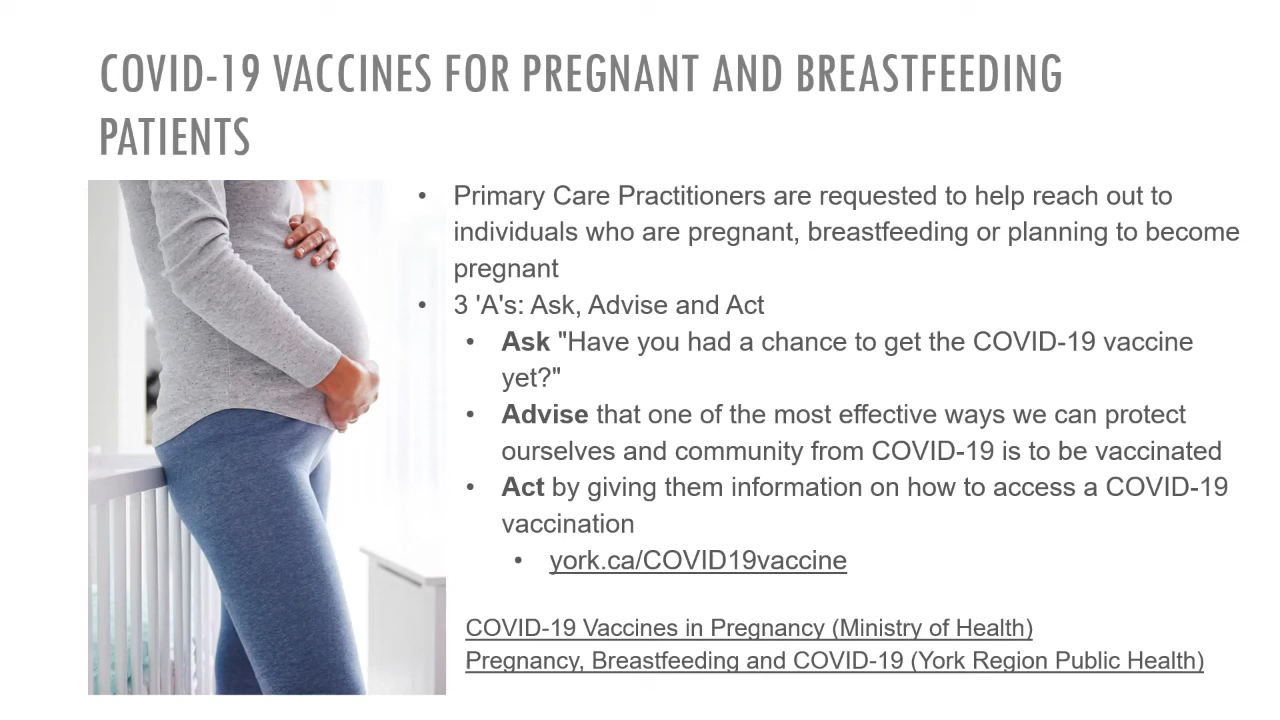 COVID-19 VACCINES FOR PREGNANT AND BREASTFEEDING
PATIENTS
• Primary Care Practitioners are requested to help reach out to
individuals who are pregnant, breastfeeding or planning to become
pregnant
• 3 'A's: Ask, Advise and Act
• Ask "Have you had a chance to get the COVID-19 vaccine
yet?"
• Advise that one of the most effective ways we can protect
ourselves and community from COVID-19 is to be vaccinated
• Act by giving them information on how to access a COVID-19
vaccination
• york.ca/COVID19vaccine
COVID-19 Vaccines in Pregnancy (Ministry of Health)
Pregnancy, Breastfeeding and COVID-19 (York Region Public Health)